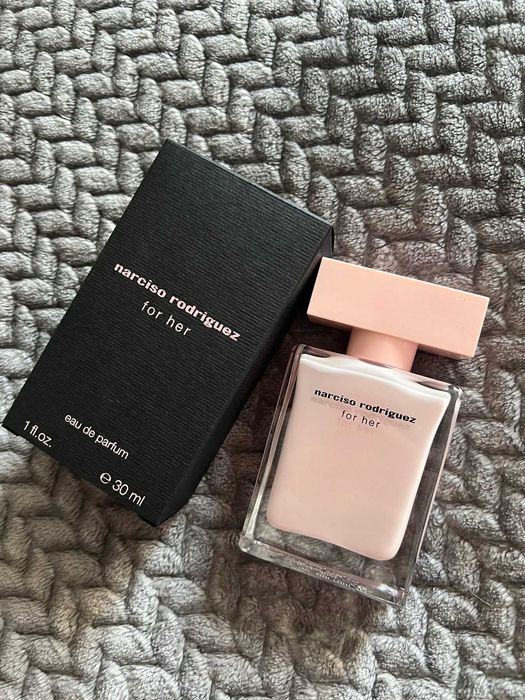 narciso rodriguez
for her
eau de parfum
1 fl.oz.
e 30 ml
narciso rodriguez
for her